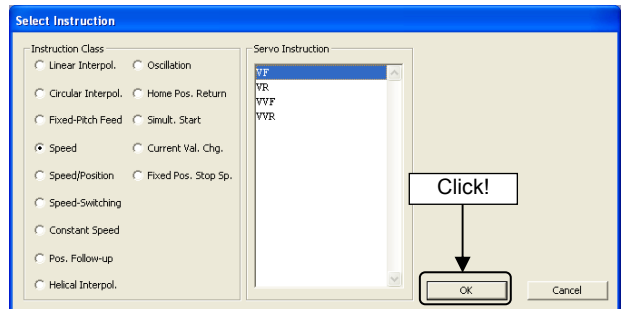 Select Instruction
Instruction Class
Linear Interpol.
Circular Interpol.
Fixed-Pitch Feed
Speed
Speed/Position
Speed-Switching
Constant Speed
Pos. Follow-up
Helical Interpol.
Oscillation
Home Pos. Return
Simult. Start
Current Val. Chg.
Fixed Pos. Stop Sp.
Servo Instruction
VF
VR
VVF
VVR
Click!
OK
Cancel